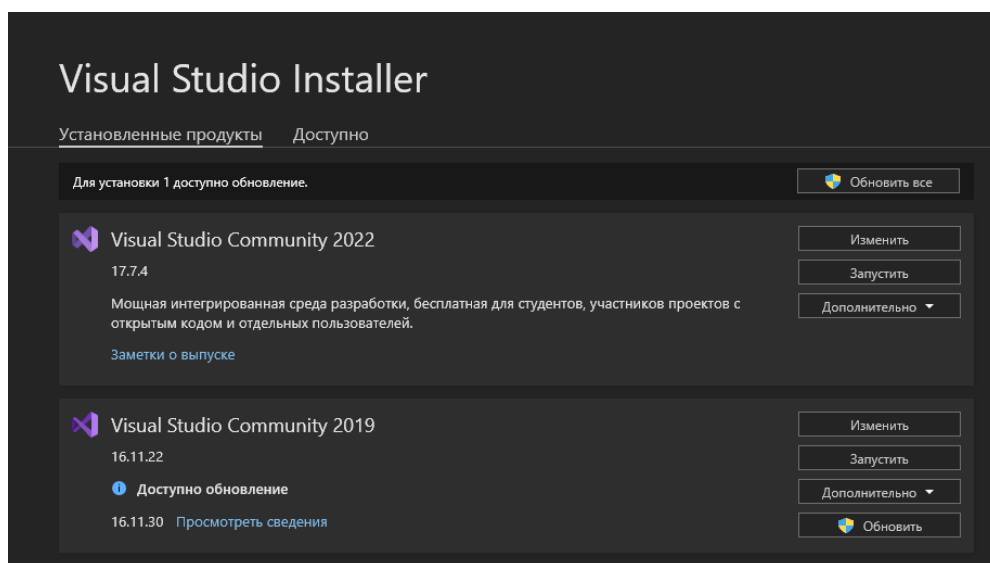 Visual Studio Installer
Установленные продукты Доступно
Для установки 1 доступно обновление. Обновить все
Visual Studio Community 2022 Изменить
17.7.4 Запустить
Мощная интегрированная среда разработки, бесплатная для студентов, участников проектов с Дополнительно
открытым кодом и отдельных пользователей.
Заметки о выпуске
Visual Studio Community 2019 Изменить
16.11.22 Запустить
Доступно обновление Дополнительно
16.11.30 Просмотреть сведения Обновить